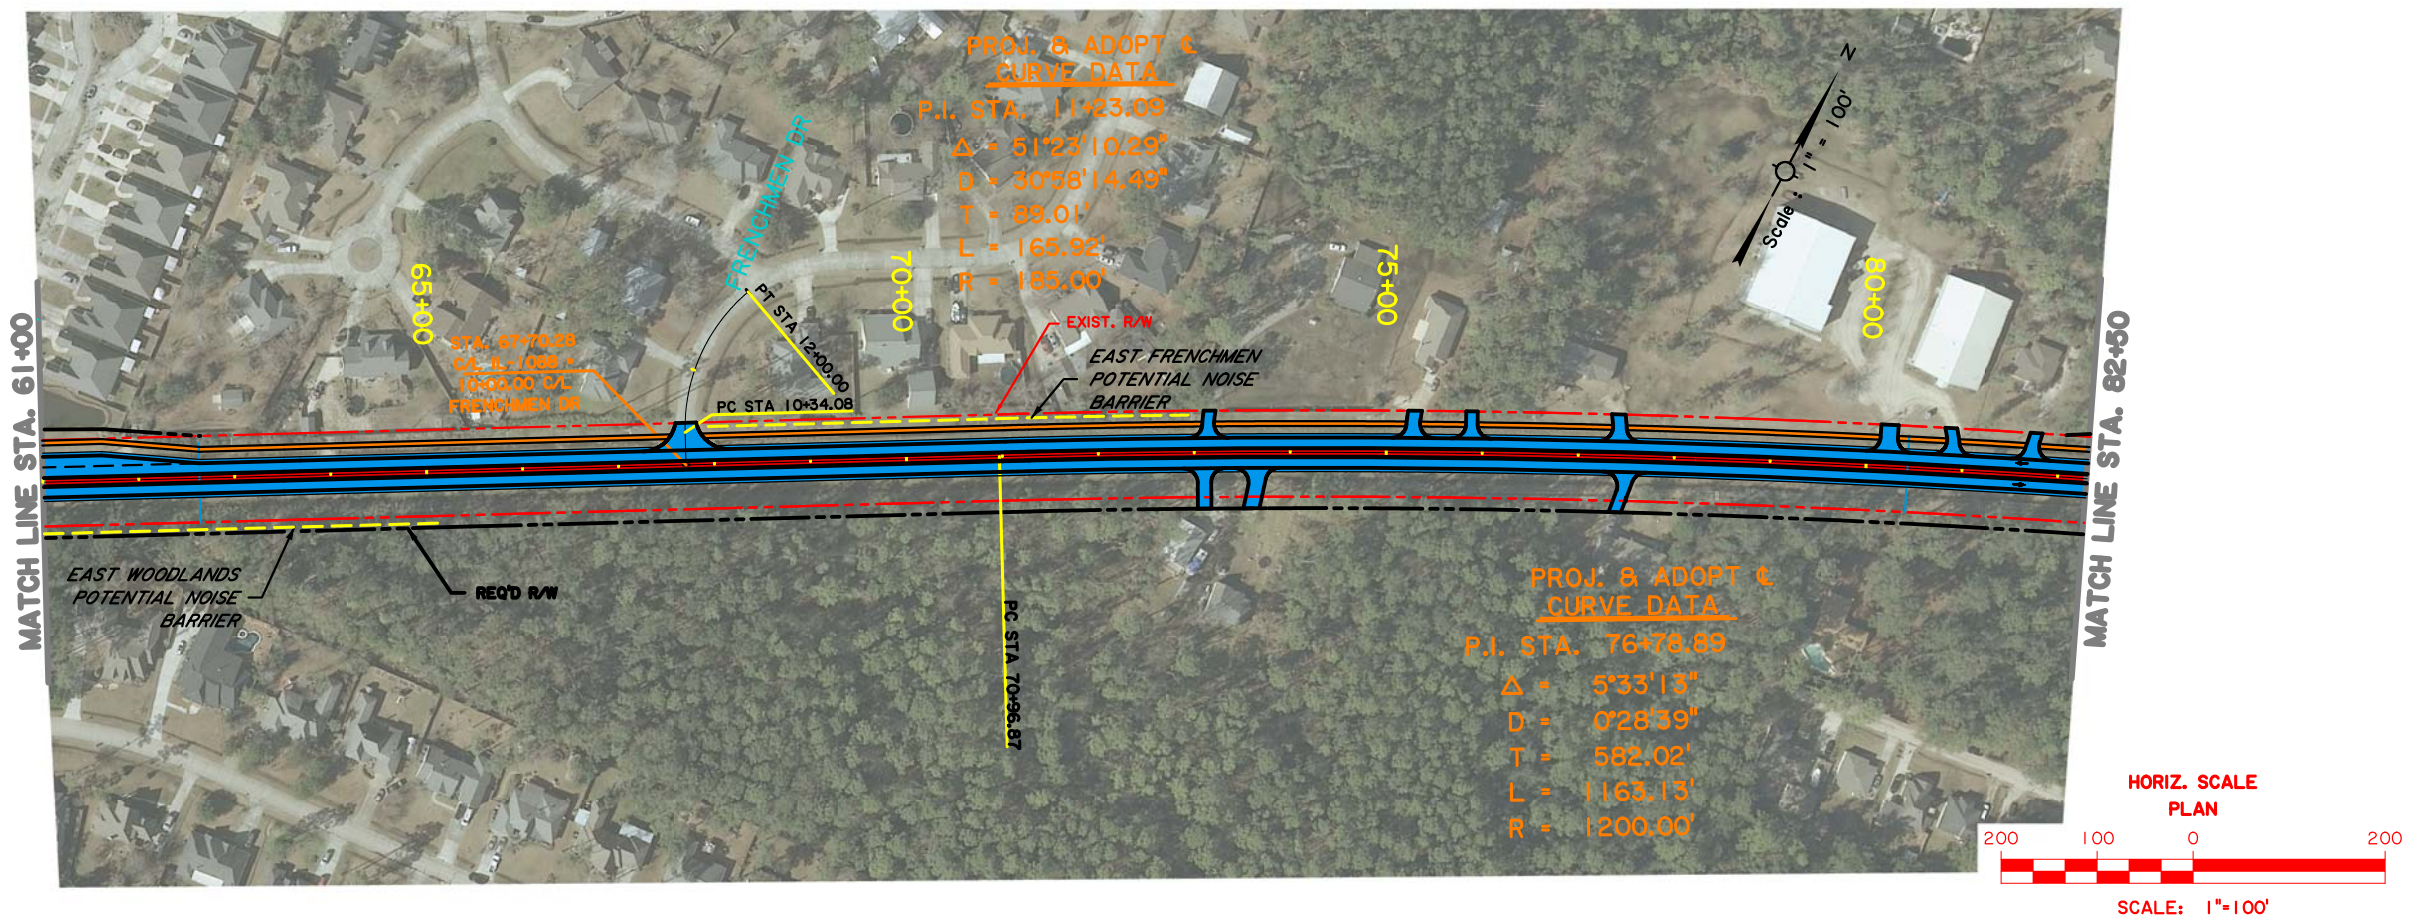 PROJ. & ADOPT ℄
CURVE DATA
P.I. STA. 11+23.09
Δ = 51°23'10.29"
D = 30°58'14.49"
T = 89.01'
L = 165.92'
R = 185.00'
FRENCHMEN DR
N
Scale : 1" = 100'
65+00
70+00
75+00
80+00
PT STA 12+00.00
PC STA 10+34.08
STA. 67+70.28
C/L IL-1088 =
10+00.00 C/L
FRENCHMEN DR
EXIST. R/W
EAST FRENCHMEN
POTENTIAL NOISE
BARRIER
MATCH LINE STA. 61+00
MATCH LINE STA. 82+50
EAST WOODLANDS
POTENTIAL NOISE
BARRIER
REQ'D R/W
PC STA 70+96.87
PROJ. & ADOPT ℄
CURVE DATA
P.I. STA. 76+78.89
Δ = 5°33'13"
D = 0°28'39"
T = 582.02'
L = 1163.13'
R = 1200.00'
HORIZ. SCALE
PLAN
200 100 0 200
SCALE: 1"=100'